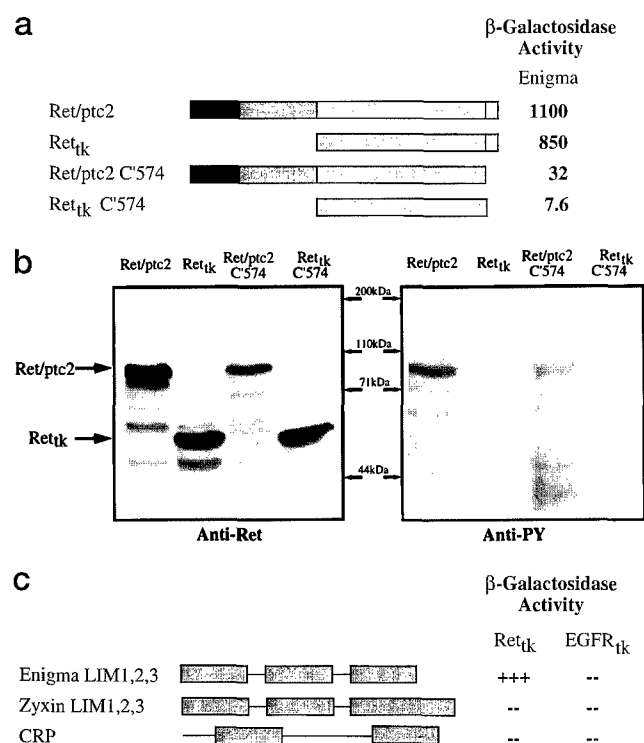 a
β-Galactosidase
Activity
Enigma
Ret/ptc2 1100
Rettk 850
Ret/ptc2 C'574 32
Rettk C'574 7.6
b
Ret/ptc2 Rettk Ret/ptc2 C'574 Rettk C'574
Ret/ptc2 Rettk Ret/ptc2 C'574 Rettk C'574
200kDa
110kDa
Ret/ptc2
71kDa
Rettk
44kDa
Anti-Ret Anti-PY
c
β-Galactosidase
Activity
Rettk EGFRtk
Enigma LIM1,2,3 +++ --
Zyxin LIM1,2,3 -- --
CRP -- --